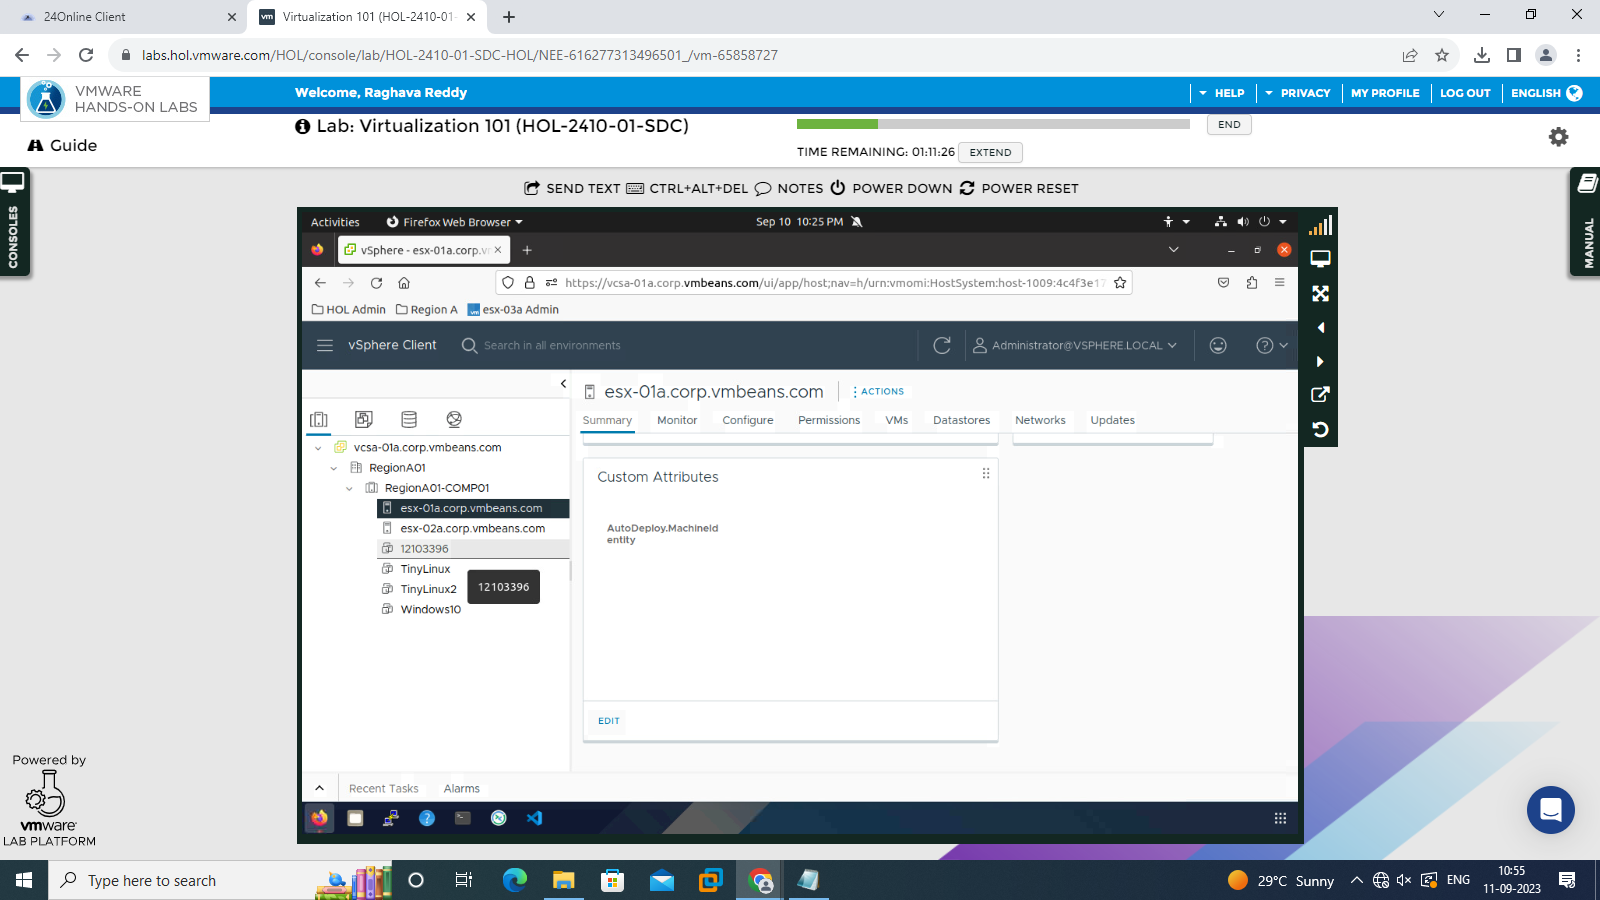 24Online Client
Virtualization 101 (HOL-2410-01-
labs.hol.vmware.com/HOL/console/lab/HOL-2410-01-SDC-HOL/NEE-616277313496501_/vm-65858727
VMWARE
HANDS-ON LABS
Welcome, Raghava Reddy
HELP
PRIVACY
MY PROFILE
LOG OUT
ENGLISH
Lab: Virtualization 101 (HOL-2410-01-SDC)
END
Guide
TIME REMAINING: 01:11:26
EXTEND
SEND TEXT
CTRL+ALT+DEL
NOTES
POWER DOWN
POWER RESET
CONSOLES
MANUAL
Activities
Firefox Web Browser
Sep 10 10:25 PM
vSphere - esx-01a.corp.v
https://vcsa-01a.corp.vmbeans.com/ui/app/host;nav=h/urn:vmomi:HostSystem:host-1009:4c4f3e17
HOL Admin
Region A
esx-03a Admin
vSphere Client
Search in all environments
Administrator@VSPHERE.LOCAL
esx-01a.corp.vmbeans.com
ACTIONS
Summary
Monitor
Configure
Permissions
VMs
Datastores
Networks
Updates
vcsa-01a.corp.vmbeans.com
RegionA01
RegionA01-COMP01
esx-01a.corp.vmbeans.com
esx-02a.corp.vmbeans.com
12103396
TinyLinux
TinyLinux2
Windows10
12103396
Custom Attributes
AutoDeploy.MachineId
entity
EDIT
Recent Tasks
Alarms
Powered by
vmware
LAB PLATFORM
Type here to search
29°C Sunny
ENG
10:55
11-09-2023